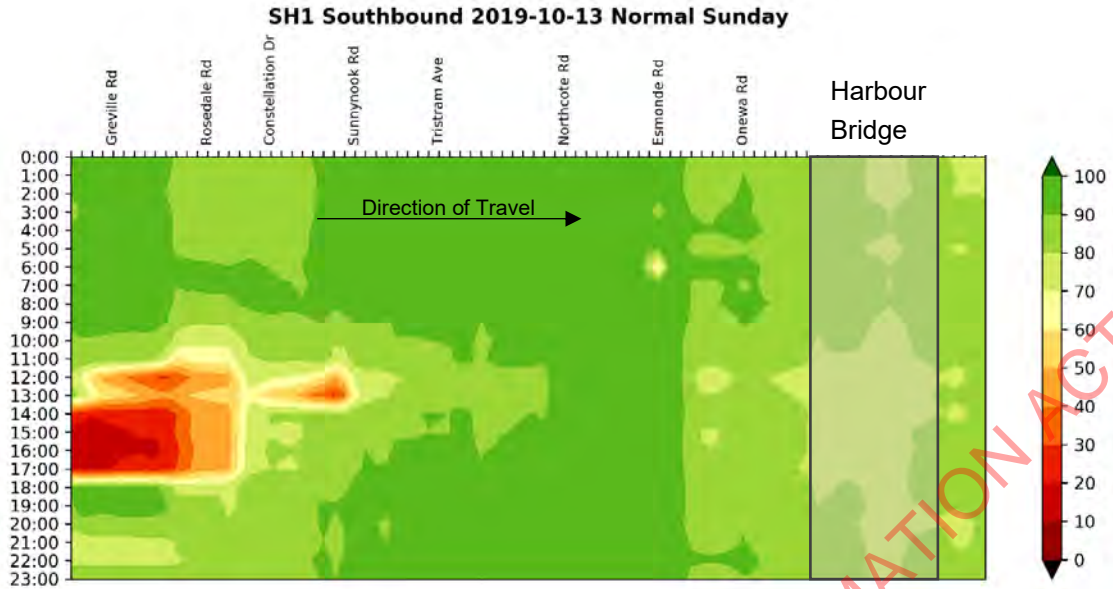 SH1 Southbound 2019-10-13 Normal Sunday
Greville Rd
Rosedale Rd
Constellation Dr
Sunnynook Rd
Tristram Ave
Northcote Rd
Esmonde Rd
Onewa Rd
Harbour
Bridge
Direction of Travel
0:00
1:00
2:00
3:00
4:00
5:00
6:00
7:00
8:00
9:00
10:00
11:00
12:00
13:00
14:00
15:00
16:00
17:00
18:00
19:00
20:00
21:00
22:00
23:00
100
90
80
70
60
50
40
30
20
10
0
MATION ACT